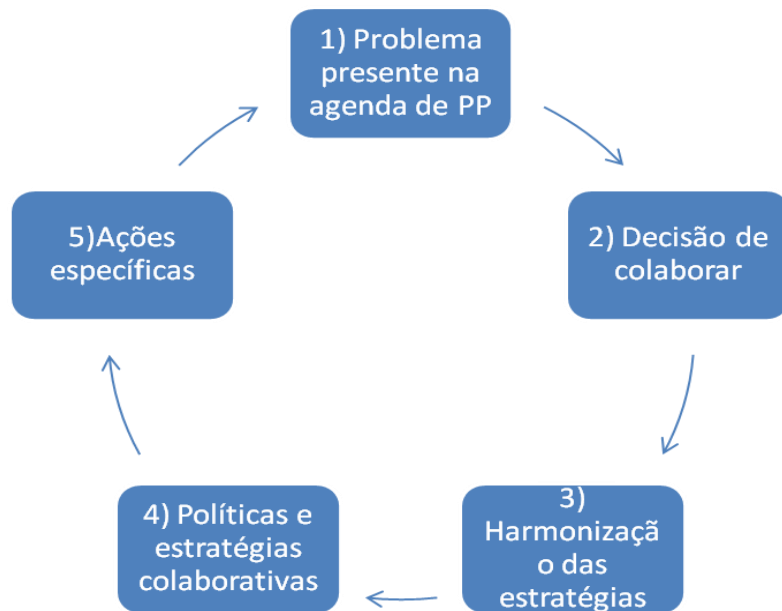 1) Problema
presente na
agenda de PP
2) Decisão de
colaborar
3)
Harmonizaçã
o das
estratégias
4) Políticas e
estratégias
colaborativas
5)Ações
específicas